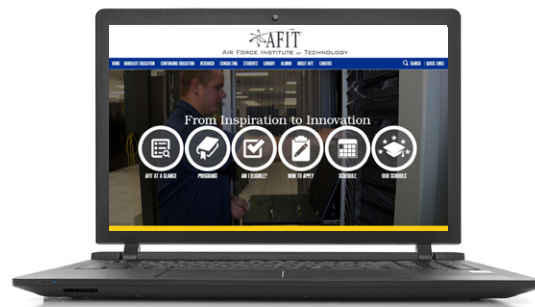 AFIT
AIR FORCE INSTITUTE OF TECHNOLOGY
HOME GRADUATE EDUCATION CONTINUING EDUCATION RESEARCH CONSULTING STUDENTS LIBRARY ALUMNI ABOUT AFIT CAREERS SEARCH | QUICK LINKS
From Inspiration to Innovation
AFIT AT A GLANCE PROGRAMS AM I ELIGIBLE? HOW TO APPLY SCHEDULE OUR SCHOOLS